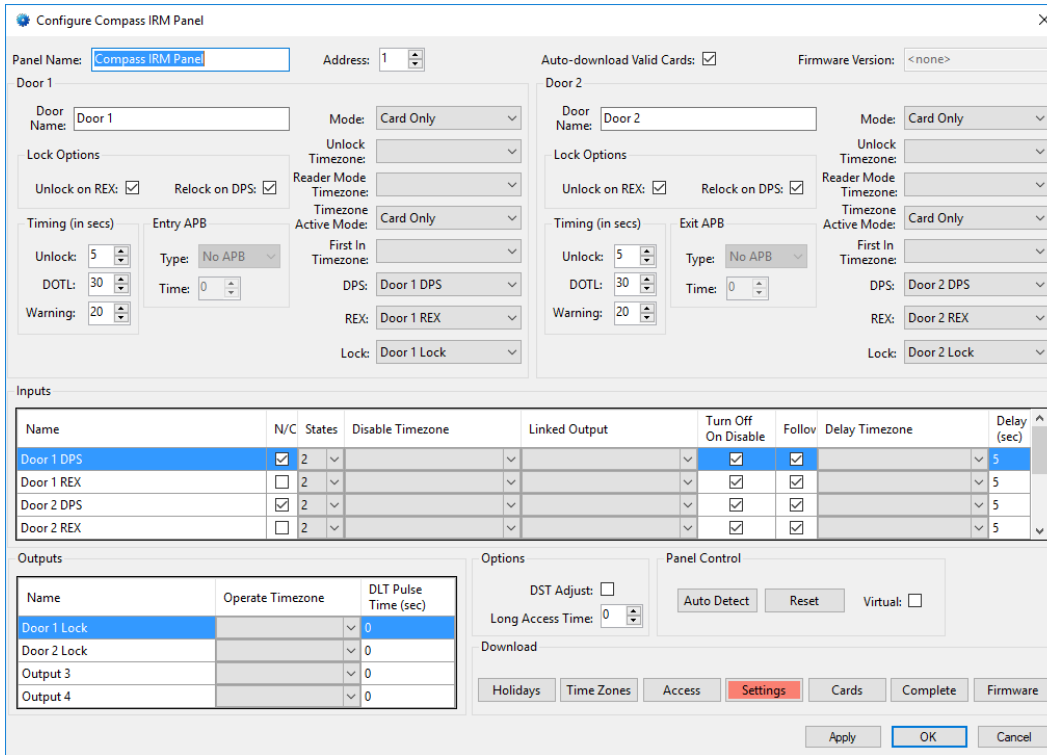 Configure Compass IRM Panel
Panel Name: Compass IRM Panel Address: 1 Auto-download Valid Cards: Firmware Version: <none>
Door 1
Door Name: Door 1
Mode: Card Only
Lock Options
Unlock on REX: Relock on DPS:
Unlock Timezone:
Reader Mode Timezone:
Timezone Active Mode: Card Only
First In Timezone:
DPS: Door 1 DPS
REX: Door 1 REX
Lock: Door 1 Lock
Timing (in secs)
Unlock: 5
DOTL: 30
Warning: 20
Entry APB
Type: No APB
Time: 0
Door 2
Door Name: Door 2
Mode: Card Only
Lock Options
Unlock on REX: Relock on DPS:
Unlock Timezone:
Reader Mode Timezone:
Timezone Active Mode: Card Only
First In Timezone:
DPS: Door 2 DPS
REX: Door 2 REX
Lock: Door 2 Lock
Timing (in secs)
Unlock: 5
DOTL: 30
Warning: 20
Exit APB
Type: No APB
Time: 0
Inputs
Name N/C States Disable Timezone Linked Output Turn Off On Disable Follov Delay Timezone Delay (sec)
Door 1 DPS 2 5
Door 1 REX 2 5
Door 2 DPS 2 5
Door 2 REX 2 5
Outputs
Name Operate Timezone DLT Pulse Time (sec)
Door 1 Lock 0
Door 2 Lock 0
Output 3 0
Output 4 0
Options
DST Adjust:
Long Access Time: 0
Panel Control
Auto Detect Reset Virtual:
Download
Holidays Time Zones Access Settings Cards Complete Firmware
Apply OK Cancel